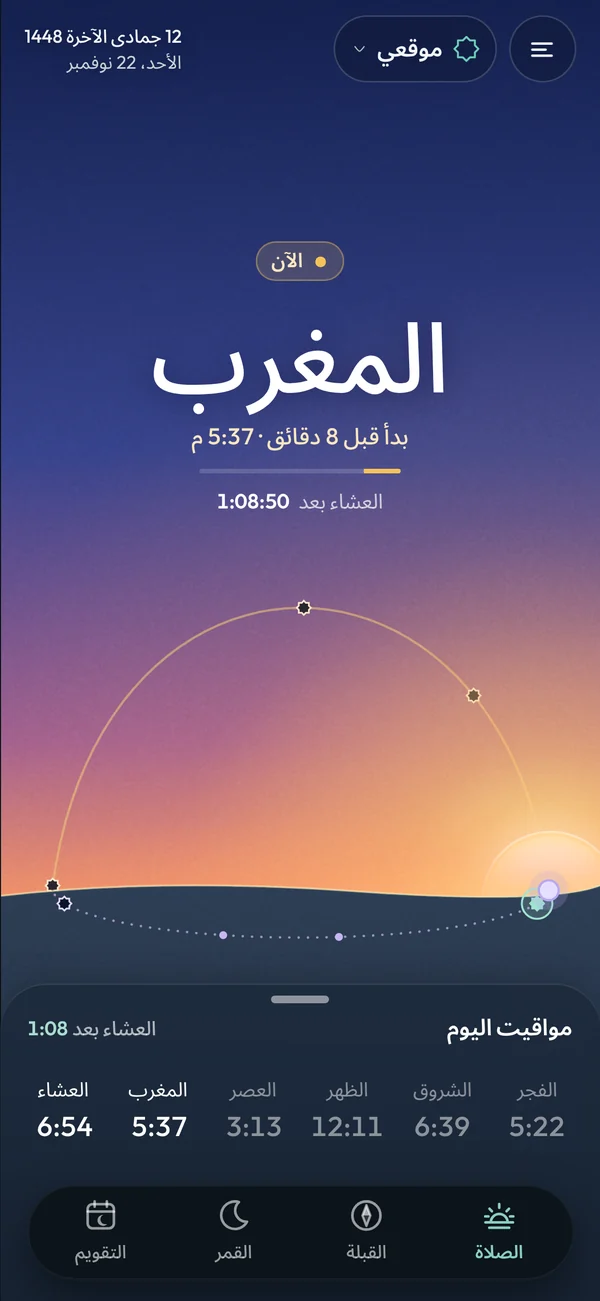 موقعي
12 جمادى الآخرة 1448
الأحد، 22 نوفمبر
الآن
المغرب
بدأ قبل 8 دقائق · 5:37 م
العشاء بعد 1:08:50
مواقيت اليوم
العشاء بعد 1:08
الفجر الشروق الظهر العصر المغرب العشاء
5:22 6:39 12:11 3:13 5:37 6:54
الصلاة القبلة القمر التقويم